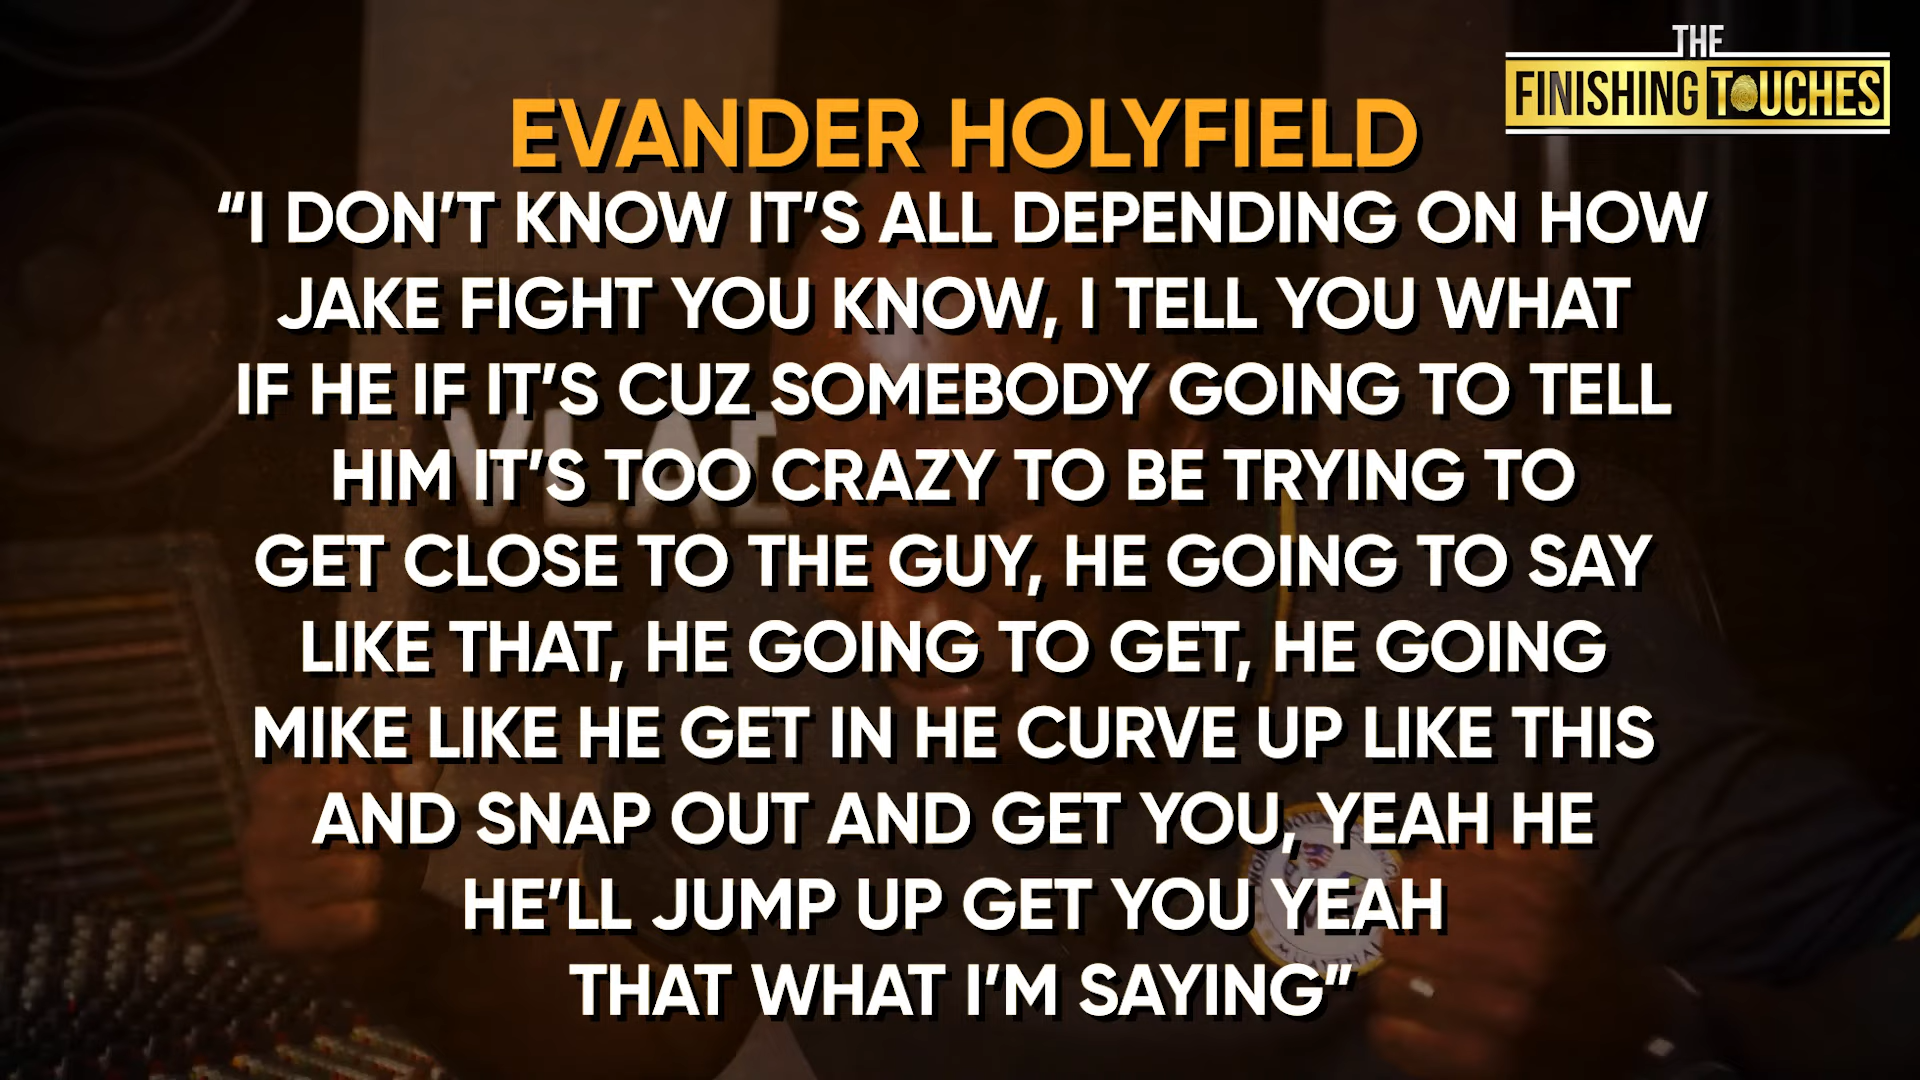 THE
FINISHING TOUCHES
EVANDER HOLYFIELD
“I DON’T KNOW IT’S ALL DEPENDING ON HOW
JAKE FIGHT YOU KNOW, I TELL YOU WHAT
IF HE IF IT’S CUZ SOMEBODY GOING TO TELL
HIM IT’S TOO CRAZY TO BE TRYING TO
GET CLOSE TO THE GUY, HE GOING TO SAY
LIKE THAT, HE GOING TO GET, HE GOING
MIKE LIKE HE GET IN HE CURVE UP LIKE THIS
AND SNAP OUT AND GET YOU, YEAH HE
HE’LL JUMP UP GET YOU YEAH
THAT WHAT I’M SAYING”
VLAD
MUAYTHAI